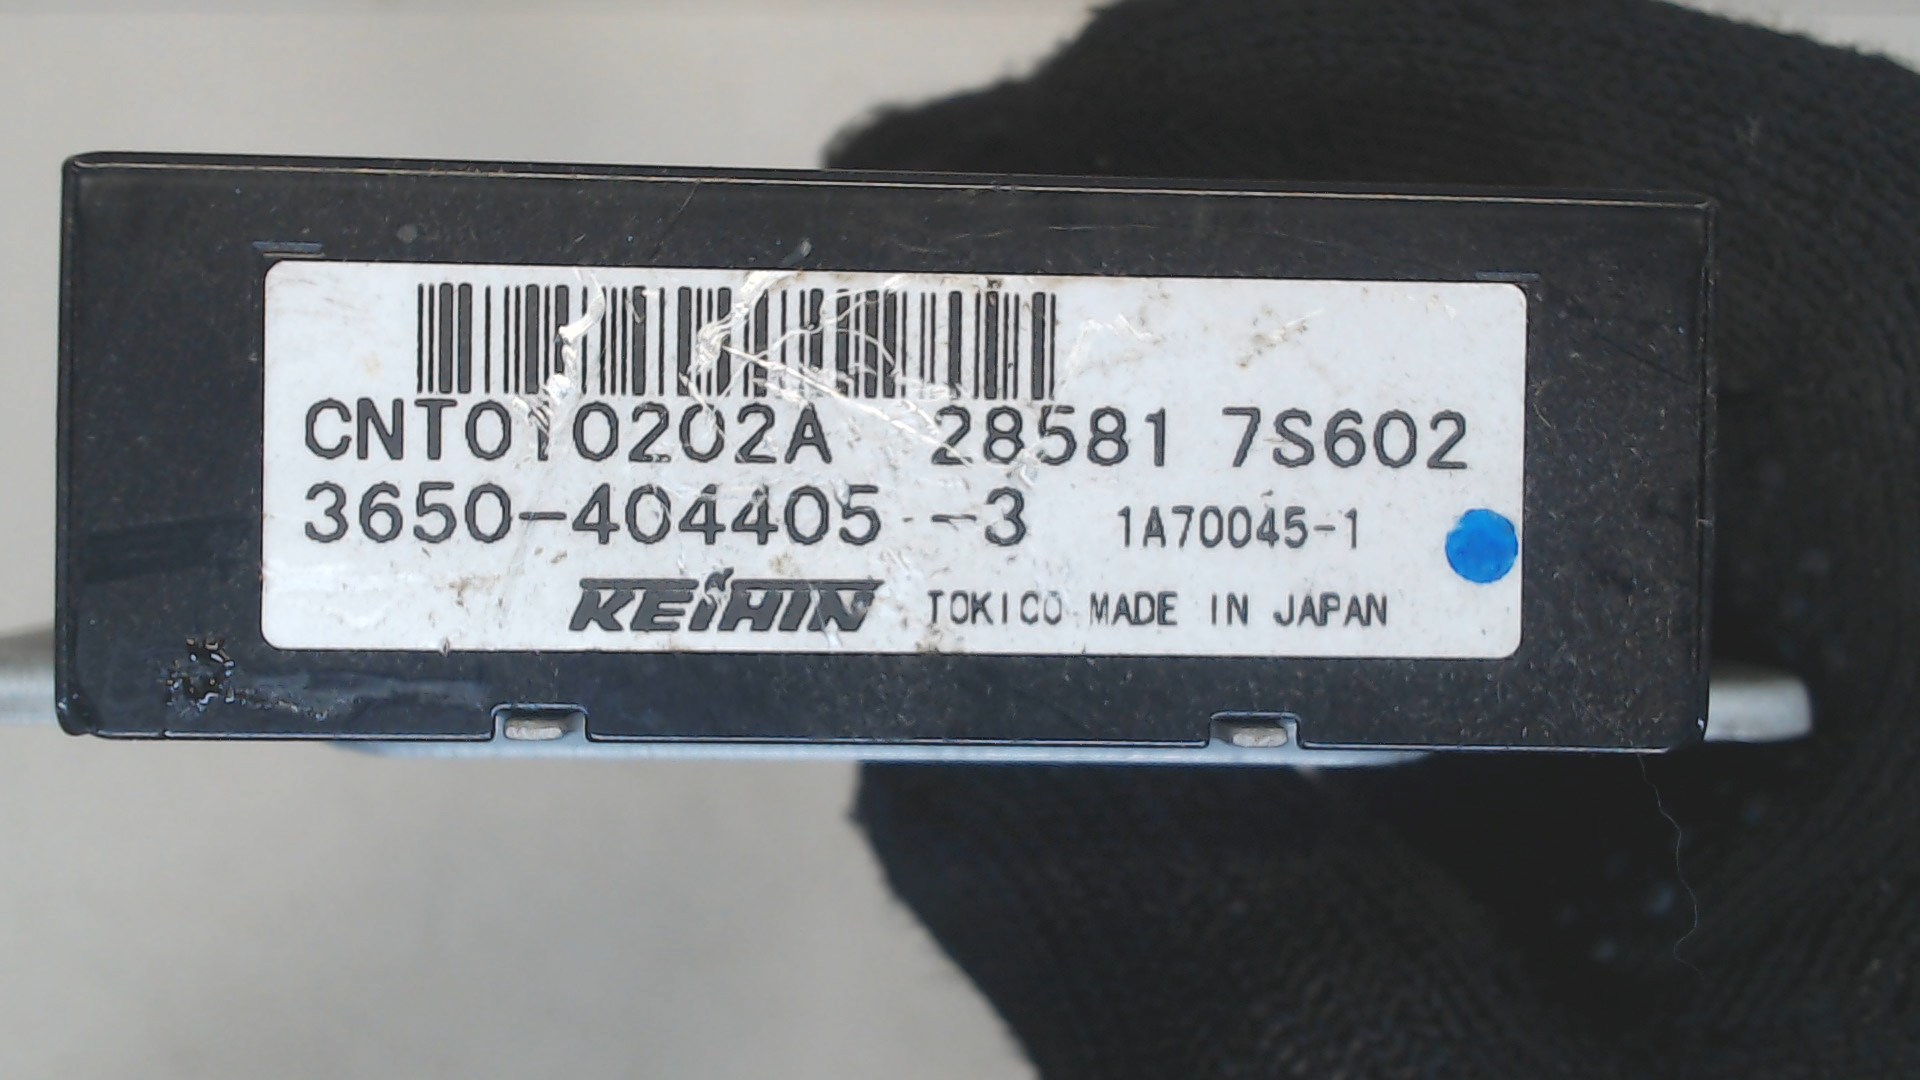 CNT010202A 28581 7S602
3650-404405 -3 1A70045-1
KEIHIN TOKICO MADE IN JAPAN